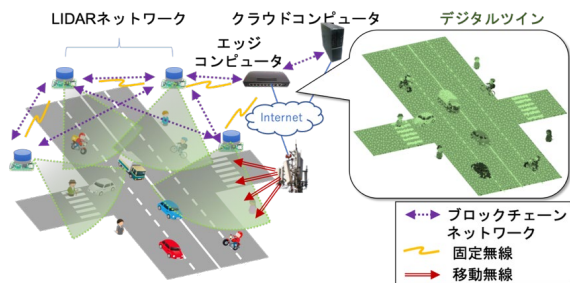 LIDARネットワーク
クラウドコンピュータ
デジタルツイン
エッジ
コンピュータ
Internet
ブロックチェーン
ネットワーク
固定無線
移動無線